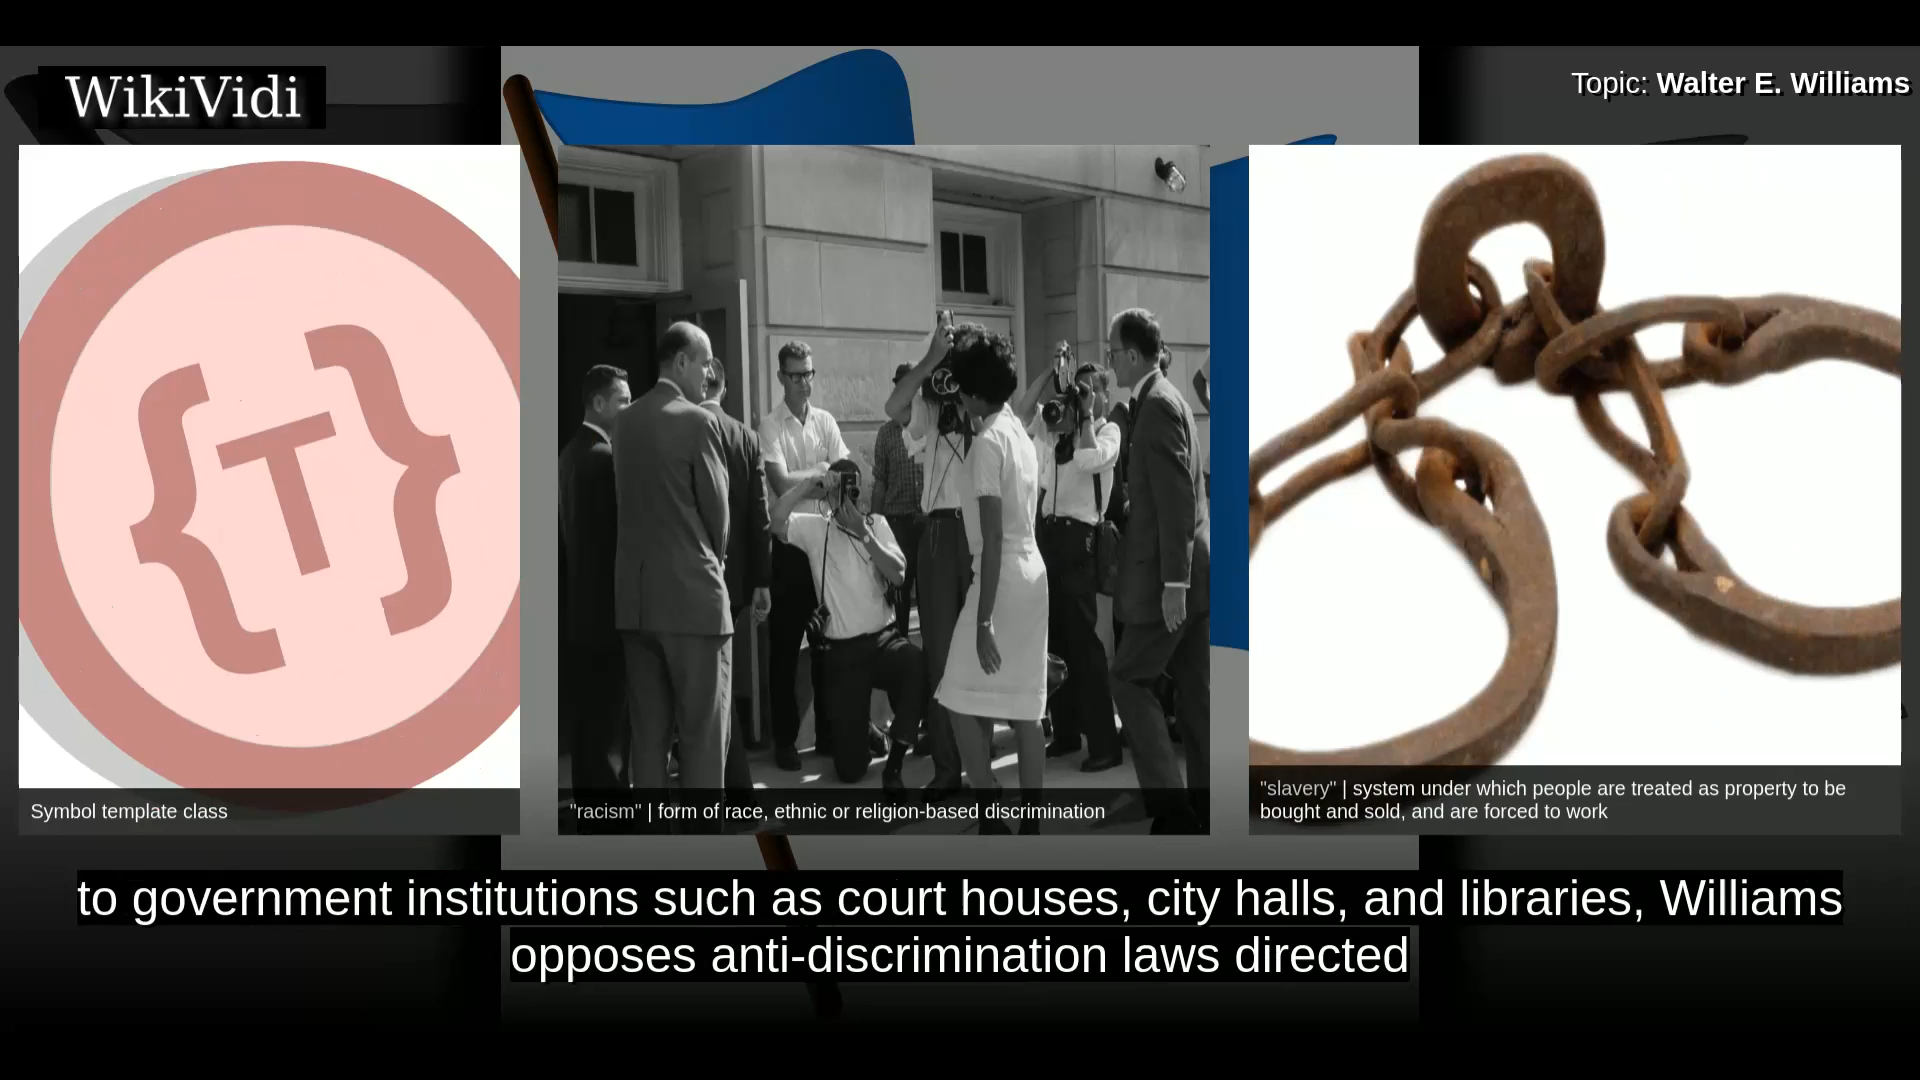 WikiVidi
Topic: Walter E. Williams
{T}
Symbol template class
"racism" | form of race, ethnic or religion-based discrimination
"slavery" | system under which people are treated as property to be
bought and sold, and are forced to work
to government institutions such as court houses, city halls, and libraries, Williams
opposes anti-discrimination laws directed